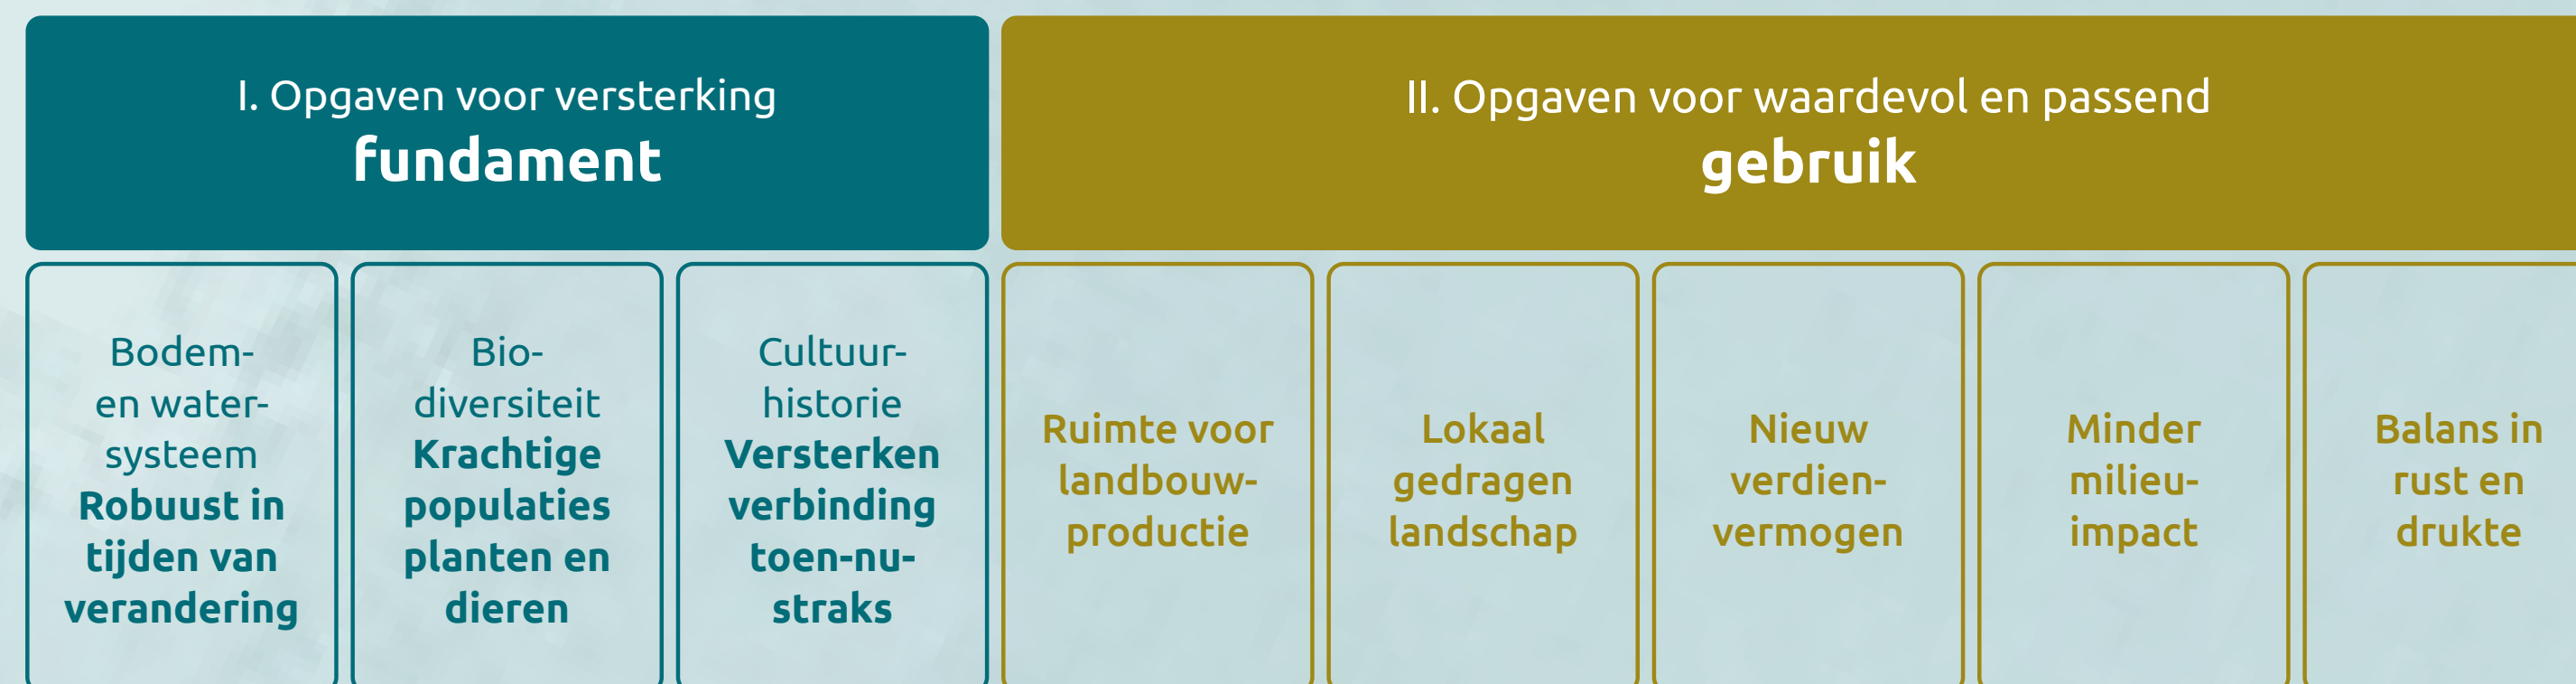 I. Opgaven voor versterking
fundament
II. Opgaven voor waardevol en passend
gebruik
Bodem-
en water-
systeem
Robuust in
tijden van
verandering
Bio-
diversiteit
Krachtige
populaties
planten en
dieren
Cultuur-
historie
Versterken
verbinding
toen-nu-
straks
Ruimte voor
landbouw-
productie
Lokaal
gedragen
landschap
Nieuw
verdien-
vermogen
Minder
milieu-
impact
Balans in
rust en
drukte